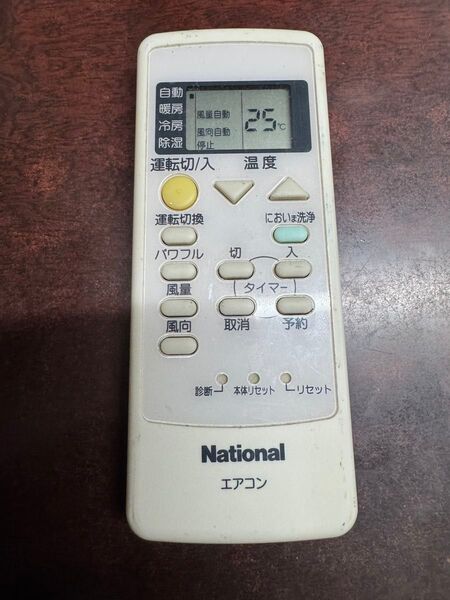 自動
暖房
冷房
除湿
風量自動
風向自動
停止
25℃
運転切/入 温度
運転切換 においﾏ洗浄
パワフル 切 入
風量 タイマー
風向 取消 予約
診断 本体リセット リセット
National
エアコン